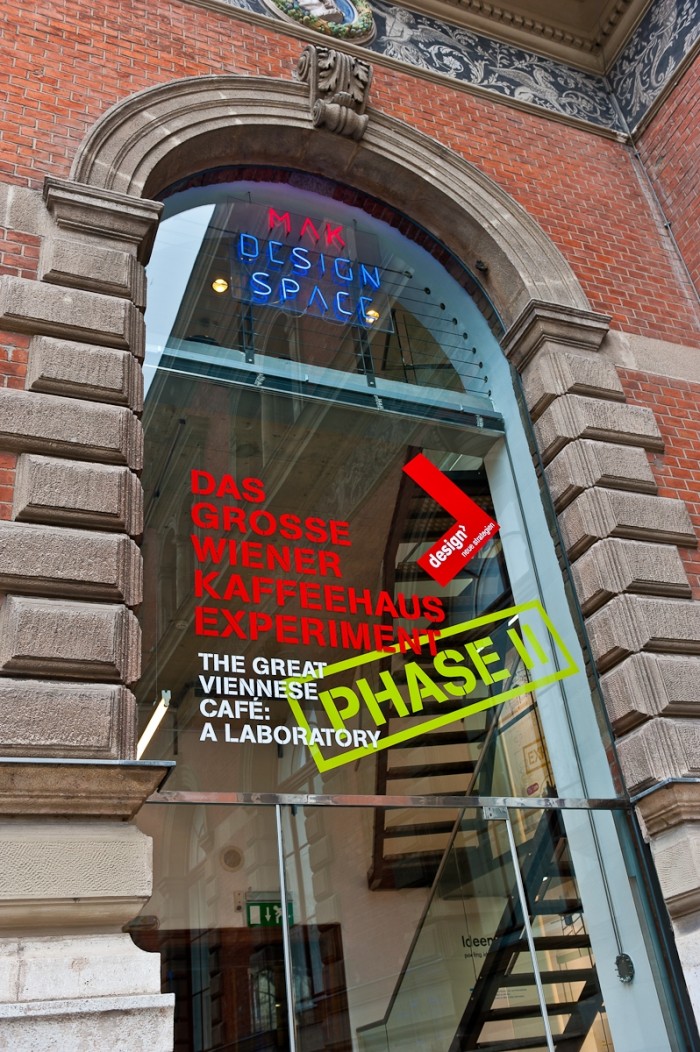 MAK
DESIGN
SPACE
DAS
GROSSE
WIENER
KAFFEEHAUS
EXPERIMENT
design>
neue strategien
THE GREAT
VIENNESE
CAFÉ:
A LABORATORY
PHASE II
Ideen